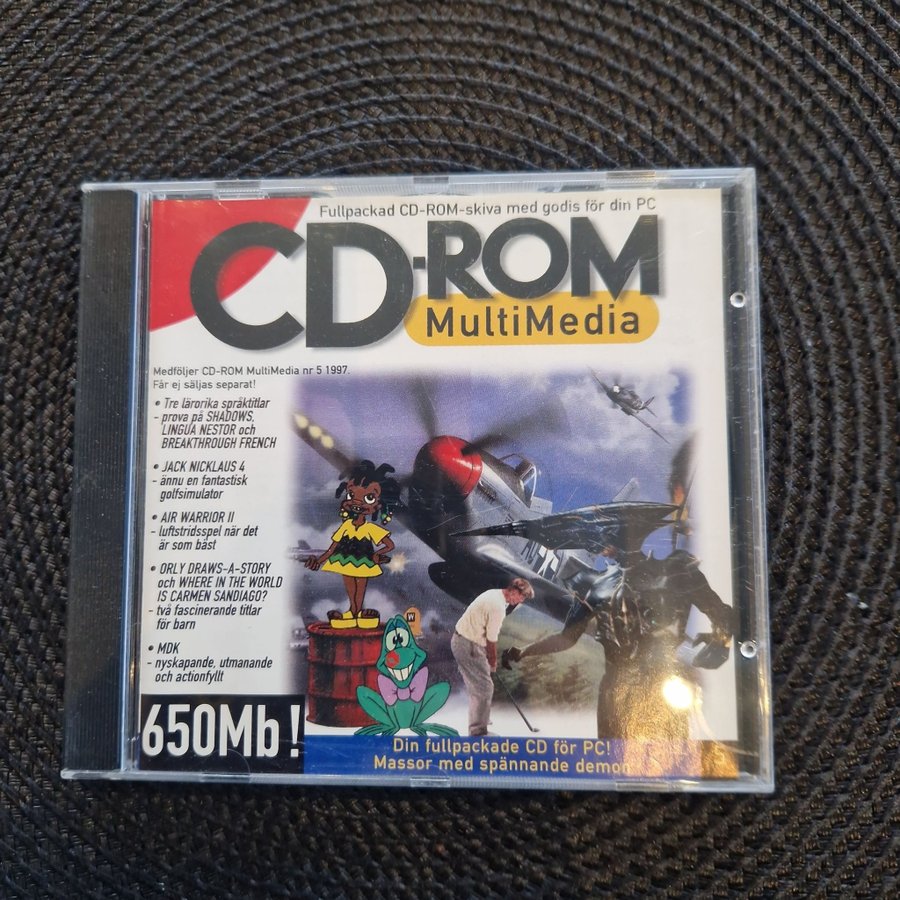 Fullpackad CD-ROM-skiva med godis för din PC
CD-ROM
MultiMedia
Medföljer CD-ROM MultiMedia nr 5 1997.
Får ej säljas separat!
• Tre lärorika språktitlar
- prova på SHADOWS,
LINGUA NESTOR och
BREAKTHROUGH FRENCH
• JACK NICKLAUS 4
- ännu en fantastisk
golfsimulator
• AIR WARRIOR II
- luftstridsspel när det
är som bäst
• ORLY DRAWS-A-STORY
och WHERE IN THE WORLD
IS CARMEN SANDIAGO?
- två fascinerande titlar
för barn
• MDK
- nyskapande, utmanande
och actionfyllt
650Mb!
Din fullpackade CD för PC!
Massor med spännande demon